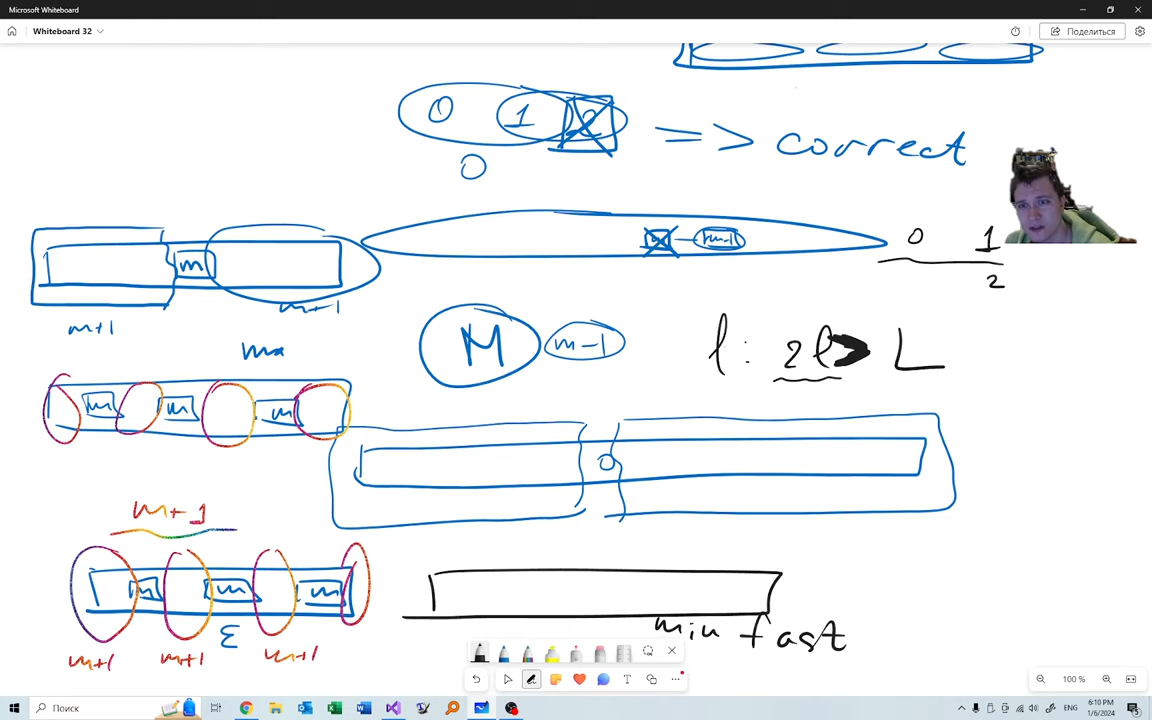 Microsoft Whiteboard
Whiteboard 32
Поделиться
0 1 2 => correct
0
m
m-1
0 1
2
m+1
m+1
M m-1
l: 2l > L
ma
m m m
0
m+1
m m m
3
m+1 m+1 m+1
min fast
100 %
Поиск
ENG
6:10 PM
1/6/2024